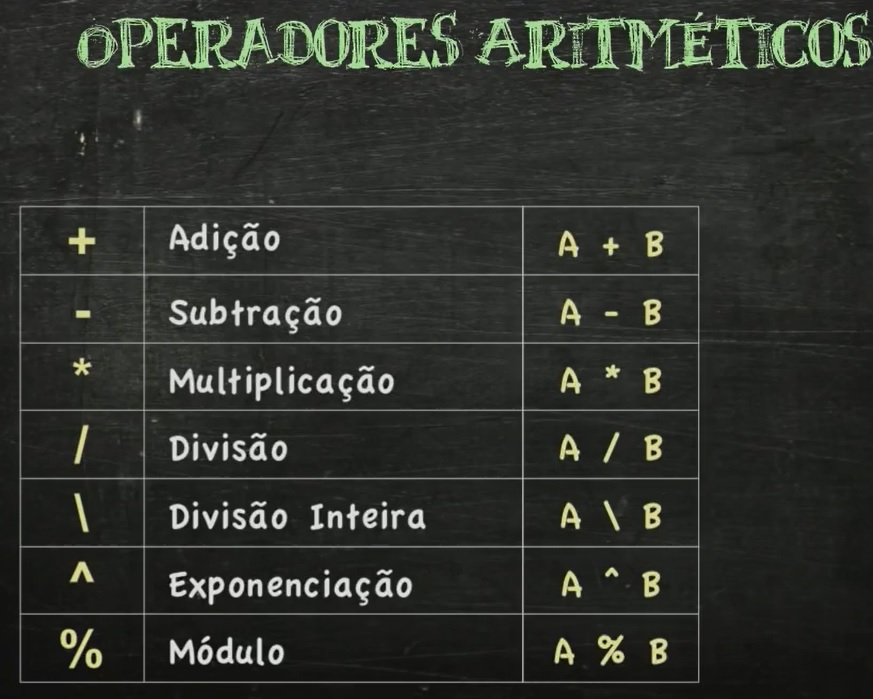 OPERADORES ARITMÉTICOS
+ Adição A + B
- Subtração A - B
* Multiplicação A * B
/ Divisão A / B
\ Divisão Inteira A \ B
^ Exponenciação A ^ B
% Módulo A % B